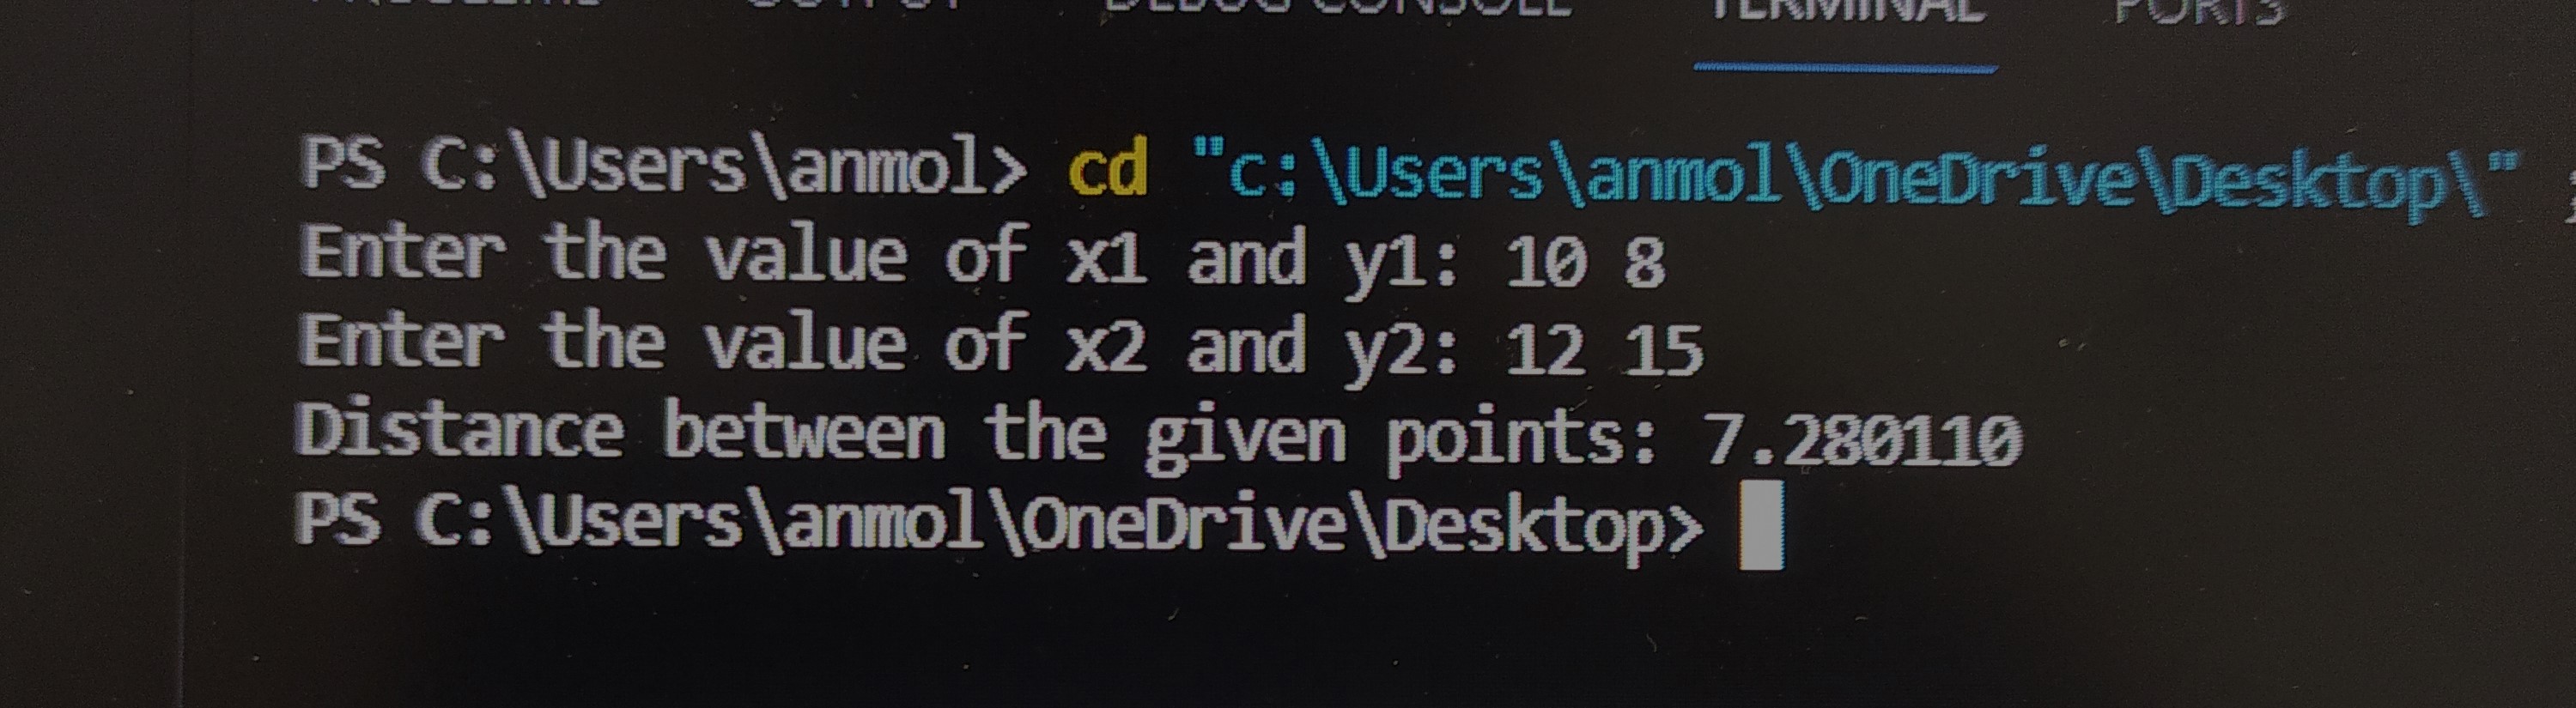 PROBLEMS OUTPUT DEBUG CONSOLE TERMINAL PORTS
PS C:\Users\anmol> cd "c:\Users\anmol\OneDrive\Desktop\"
Enter the value of x1 and y1: 10 8
Enter the value of x2 and y2: 12 15
Distance between the given points: 7.280110
PS C:\Users\anmol\OneDrive\Desktop>